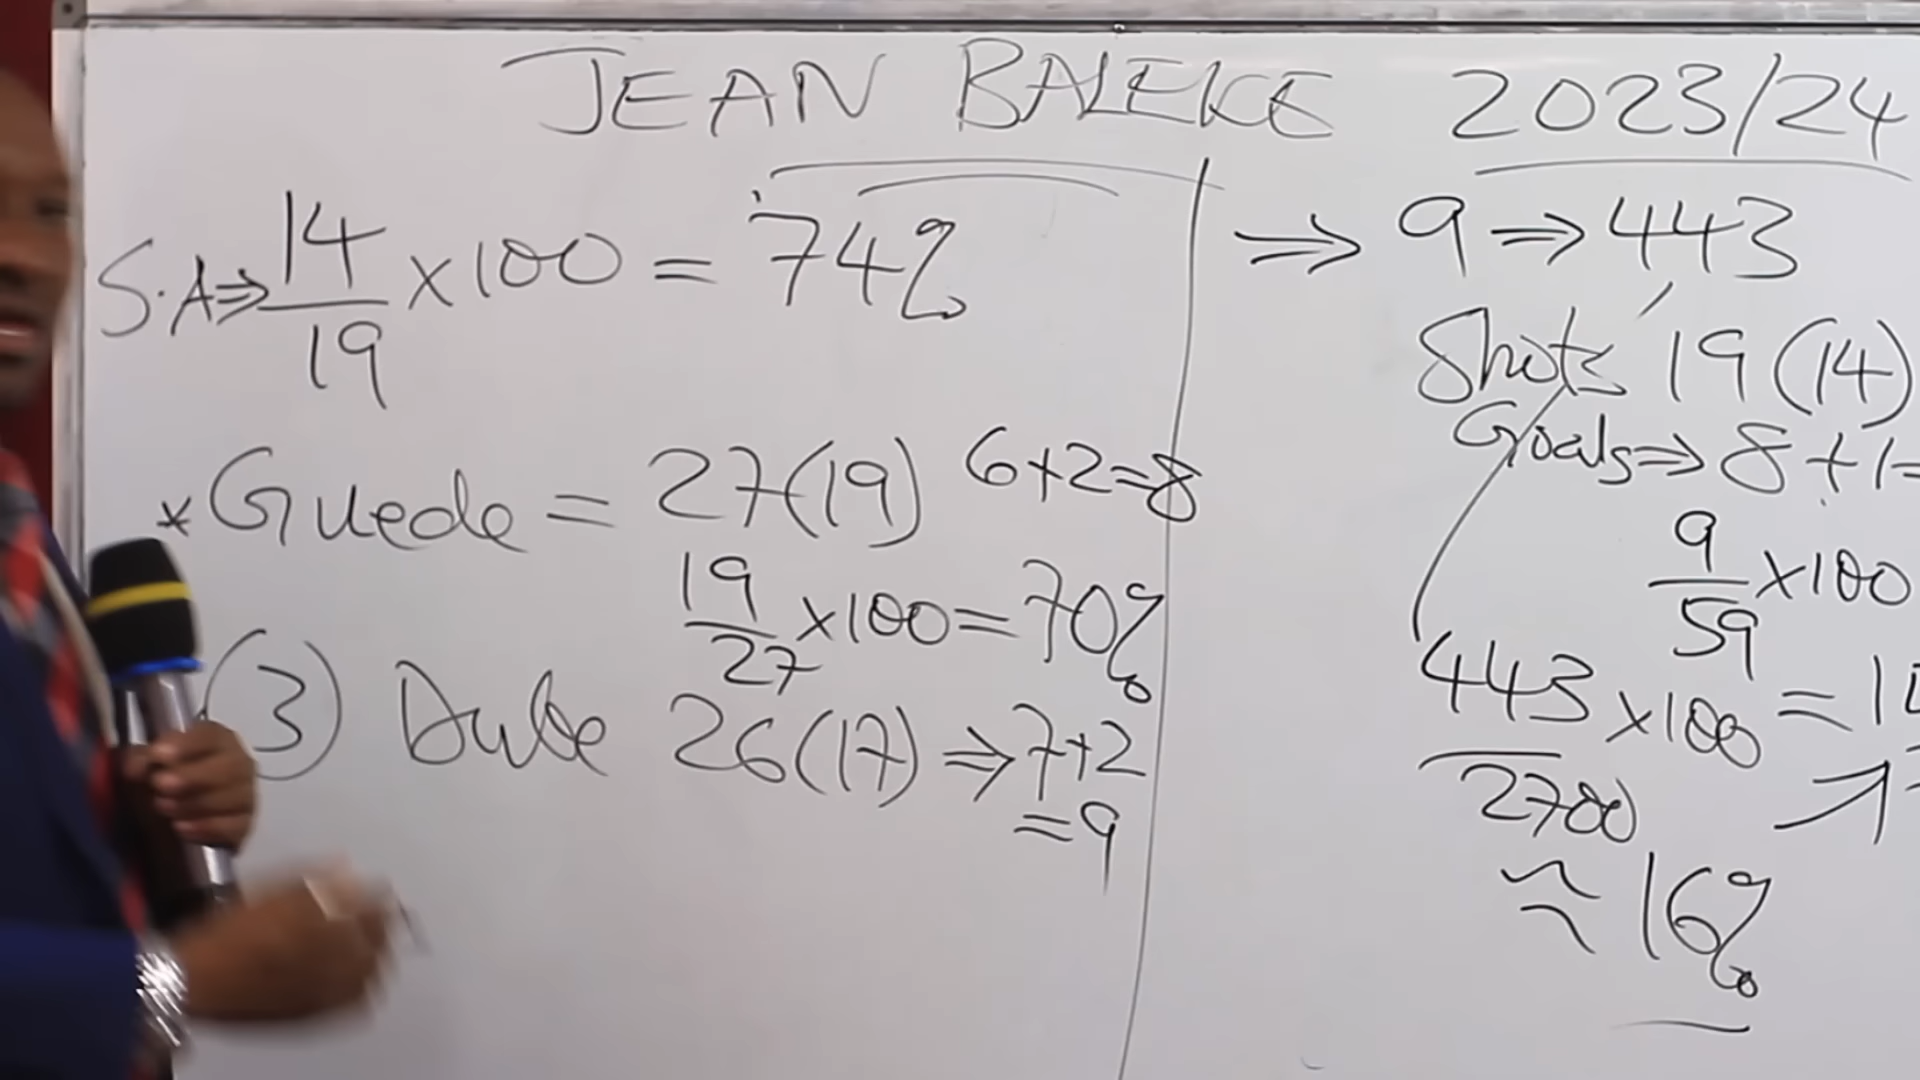 JEAN BALEKE 2023/24
S.A⇒ 14/19 ×100 = 74%
*Guede = 27(19) 6+2=8
19/27 ×100 = 70%
(3) Dube 26(17) ⇒ 7+2
= 9
⇒ 9 ⇒ 443
Shots 19(14)
Goals ⇒ 8+1=
9/59 ×100
443/2700 ×100 =
≈ 16%